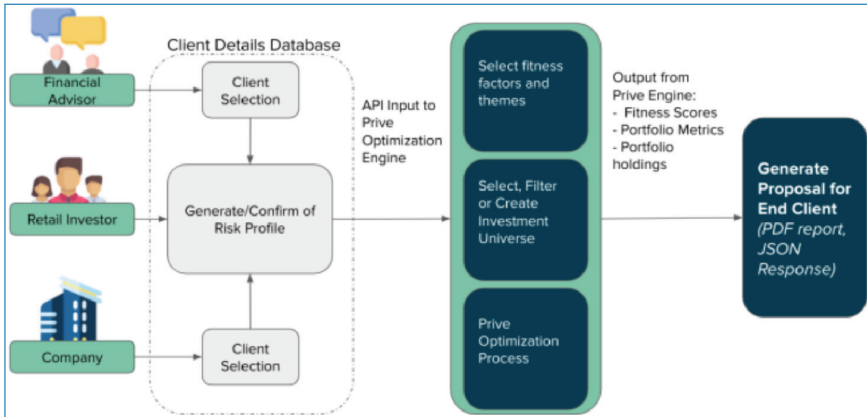 Financial
Advisor
Retail Investor
Company
Client Details Database
Client
Selection
Generate/Confirm of
Risk Profile
Client
Selection
API Input to
Prive
Optimization
Engine
Select fitness
factors and
themes
Select, Filter
or Create
Investment
Universe
Prive
Optimization
Process
Output from
Prive Engine:
- Fitness Scores
- Portfolio Metrics
- Portfolio
holdings
Generate
Proposal for
End Client
(PDF report,
JSON
Response)